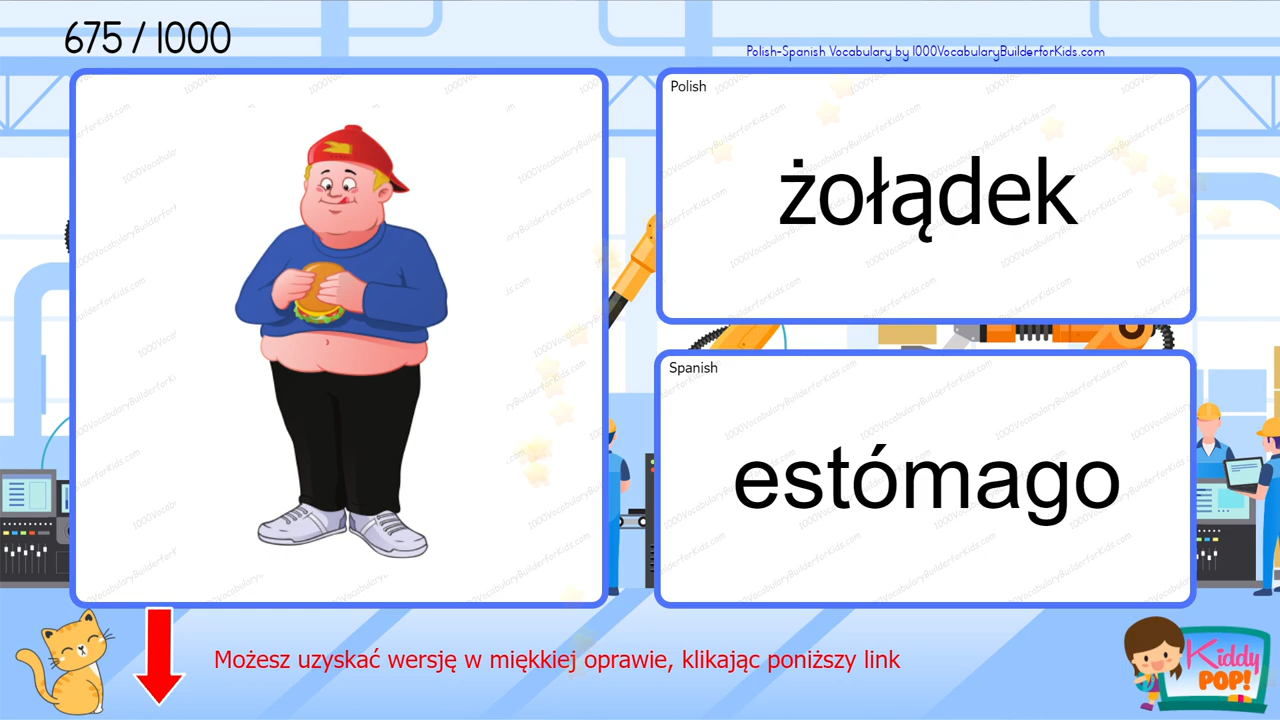 675 / 1000
Polish-Spanish Vocabulary by 1000VocabularyBuilderforKids.com
Polish
żołądek
Spanish
estómago
Możesz uzyskać wersję w miękkiej oprawie, klikając poniższy link
Kiddy
POP!